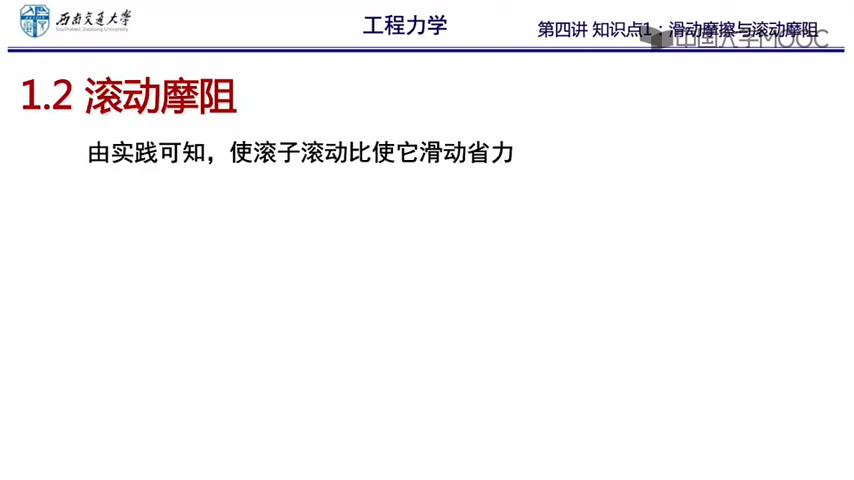 西南交通大学
Southwest Jiaotong University
工程力学
第四讲 知识点1：滑动摩擦与滚动摩阻
中国大学MOOC
1.2 滚动摩阻
由实践可知，使滚子滚动比使它滑动省力